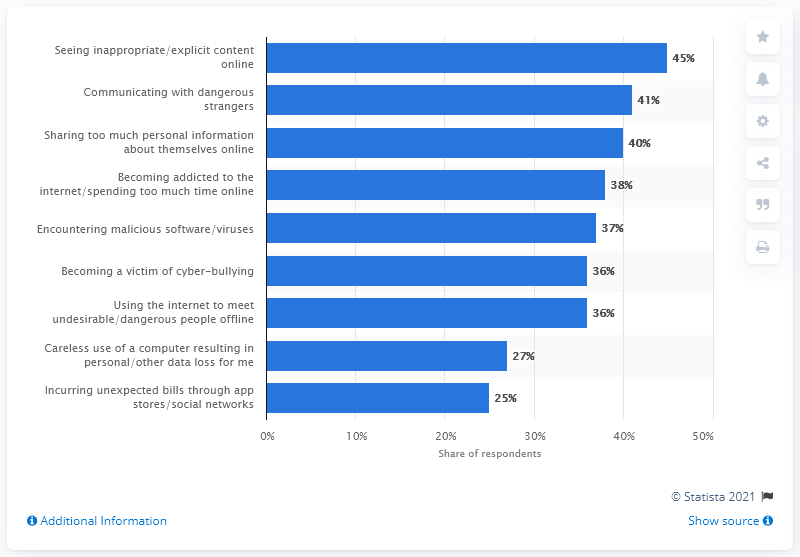 Seeing inappropriate/explicit content
online
45%
Communicating with dangerous
strangers
41%
Sharing too much personal information
about themselves online
40%
Becoming addicted to the
internet/spending too much time online
38%
Encountering malicious software/viruses
37%
Becoming a victim of cyber-bullying
36%
Using the internet to meet
undesirable/dangerous people offline
36%
Careless use of a computer resulting in
personal/other data loss for me
27%
Incurring unexpected bills through app
stores/social networks
25%
0% 10% 20% 30% 40% 50%
Share of respondents
© Statista 2021
Additional Information
Show source